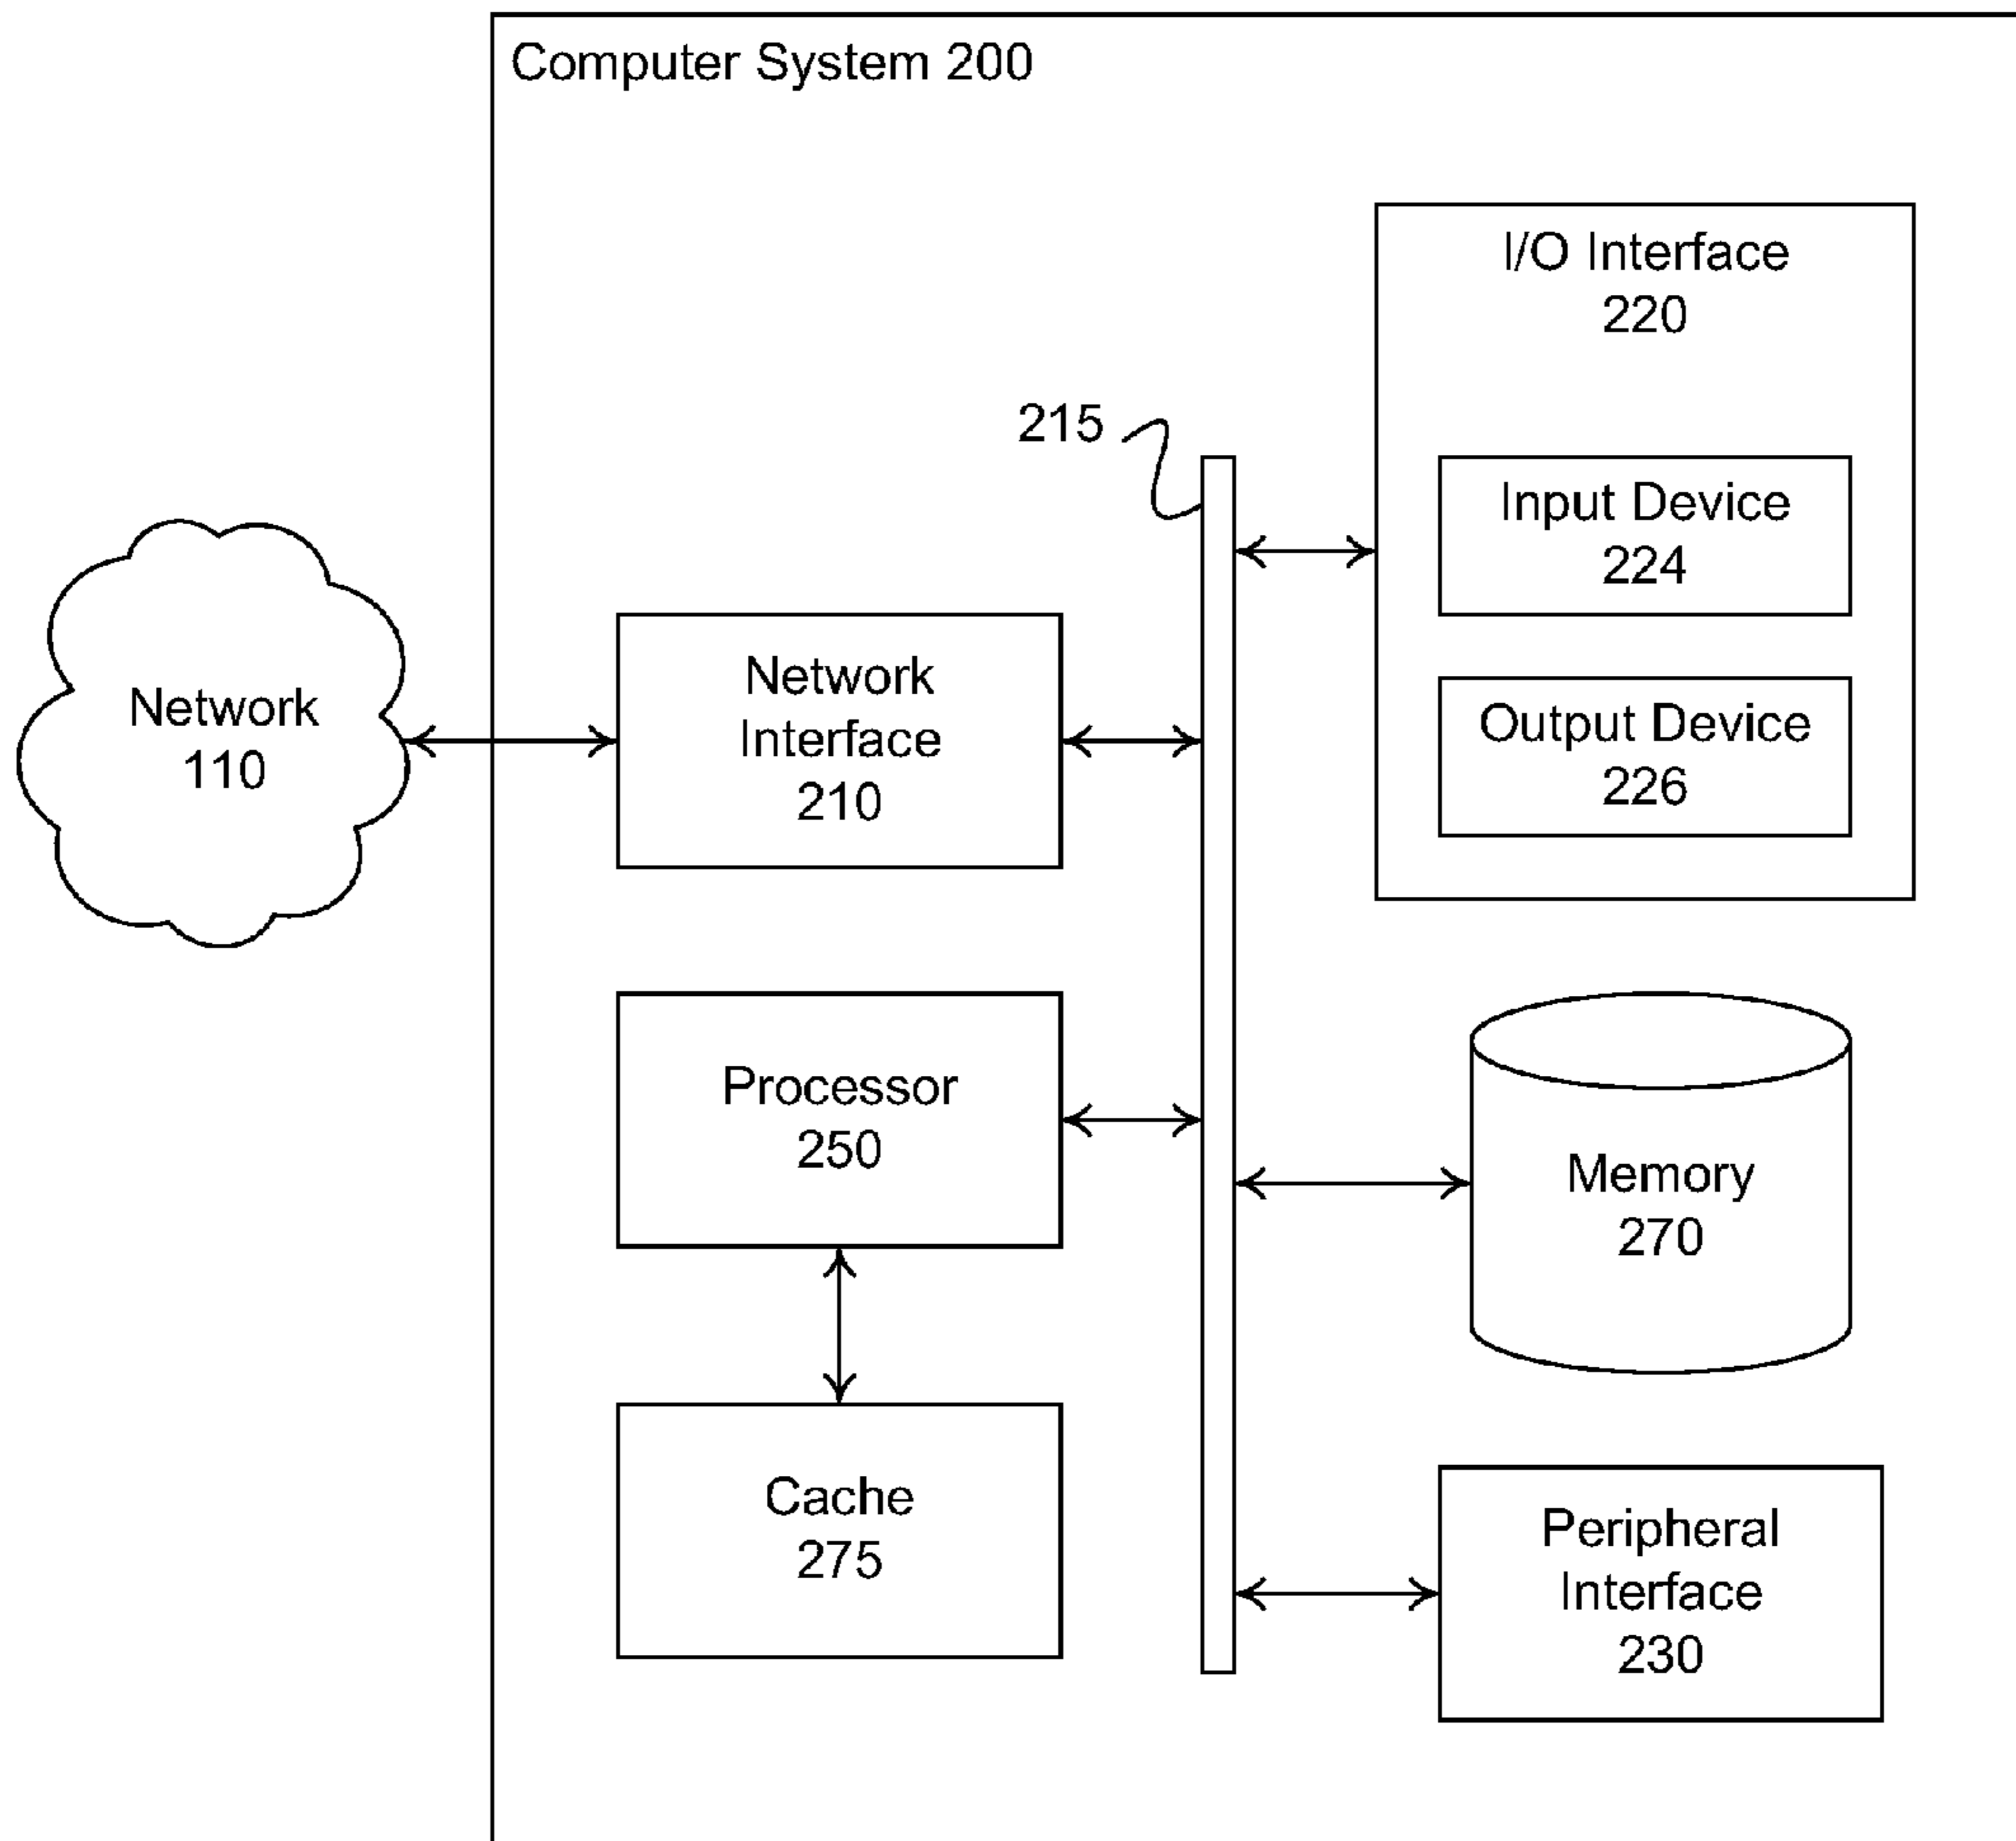 Computer System 200
I/O Interface
220
215
Input Device
224
Output Device
226
Network
110
Network
Interface
210
Processor
250
Memory
270
Cache
275
Peripheral
Interface
230